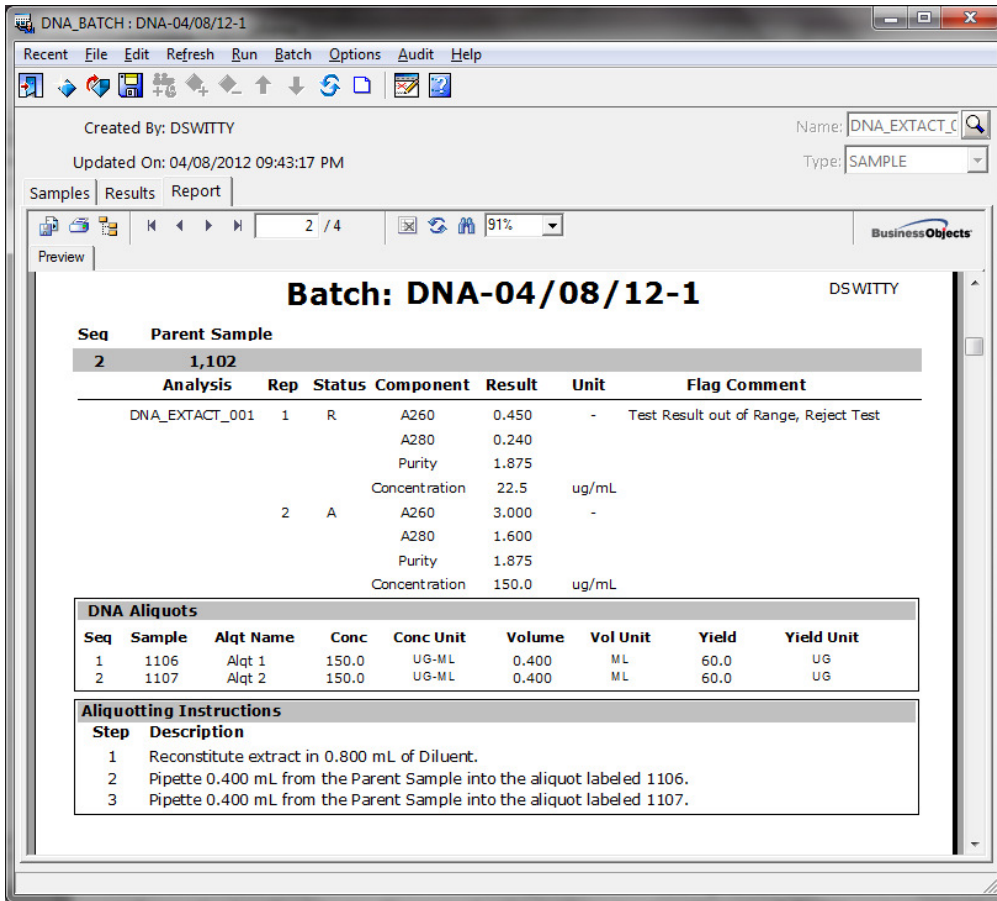 DNA_BATCH : DNA-04/08/12-1
Recent File Edit Refresh Run Batch Options Audit Help
Created By: DSWITTY
Name: DNA_EXTACT_(
Updated On: 04/08/2012 09:43:17 PM
Type: SAMPLE
Samples Results Report
2 / 4 91% BusinessObjects
Preview
Batch: DNA-04/08/12-1 DSWITTY
Seq Parent Sample
2 1,102
Analysis Rep Status Component Result Unit Flag Comment
DNA_EXTACT_001 1 R A260 0.450 - Test Result out of Range, Reject Test
A280 0.240
Purity 1.875
Concentration 22.5 ug/mL
2 A A260 3.000 -
A280 1.600
Purity 1.875
Concentration 150.0 ug/mL
DNA Aliquots
Seq Sample Alqt Name Conc Conc Unit Volume Vol Unit Yield Yield Unit
1 1106 Alqt 1 150.0 UG-ML 0.400 ML 60.0 UG
2 1107 Alqt 2 150.0 UG-ML 0.400 ML 60.0 UG
Aliquotting Instructions
Step Description
1 Reconstitute extract in 0.800 mL of Diluent.
2 Pipette 0.400 mL from the Parent Sample into the aliquot labeled 1106.
3 Pipette 0.400 mL from the Parent Sample into the aliquot labeled 1107.